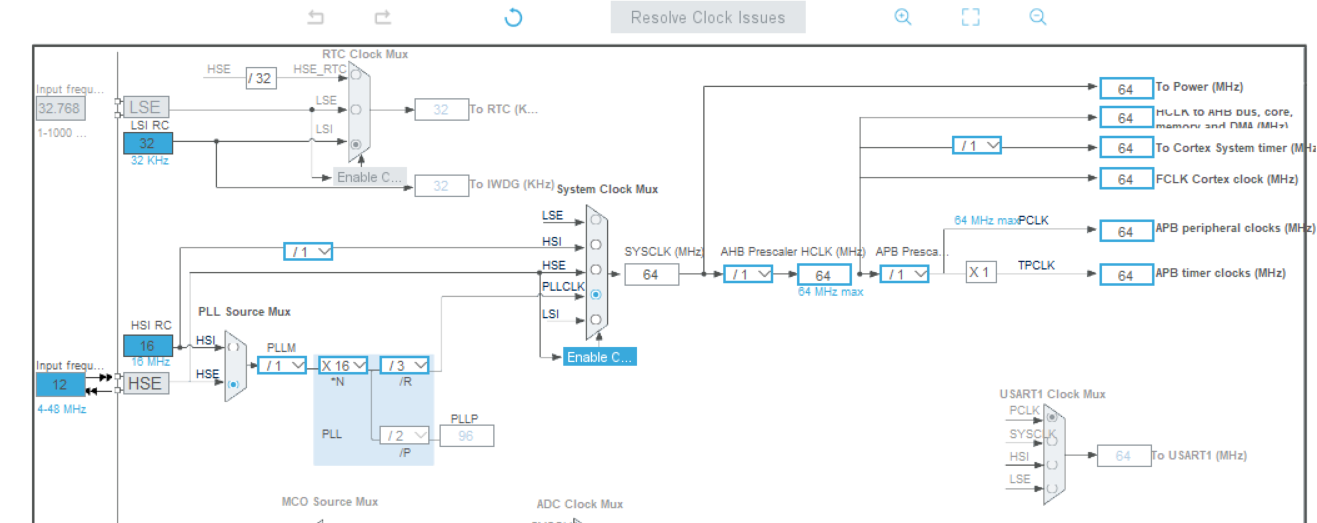 Resolve Clock Issues
RTC Clock Mux
HSE
/ 32
HSE_RTC
Input frequ...
32.768
1-1000 ...
LSE
LSE
32
To RTC (K...
LSI RC
32
32 KHz
LSI
Enable C...
32
To IWDG (KHz)
64
To Power (MHz)
64
HCLK to AHB bus, core,
memory and DMA (MHz)
/ 1
64
To Cortex System timer (MHz
64
FCLK Cortex clock (MHz)
System Clock Mux
LSE
HSI
HSE
PLLCLK
LSI
Enable C...
/ 1
SYSCLK (MHz)
64
AHB Prescaler
/ 1
HCLK (MHz)
64
64 MHz max
APB Presca...
/ 1
64 MHz max
PCLK
64
APB peripheral clocks (MHz)
X 1
TPCLK
64
APB timer clocks (MHz)
PLL Source Mux
HSI RC
16
16 MHz
HSI
HSE
Input frequ...
12
4-48 MHz
HSE
PLLM
/ 1
X 16
*N
/ 3
/R
PLL
/ 2
/P
PLLP
96
USART1 Clock Mux
PCLK
SYSCLK
HSI
LSE
64
To USART1 (MHz)
MCO Source Mux
ADC Clock Mux